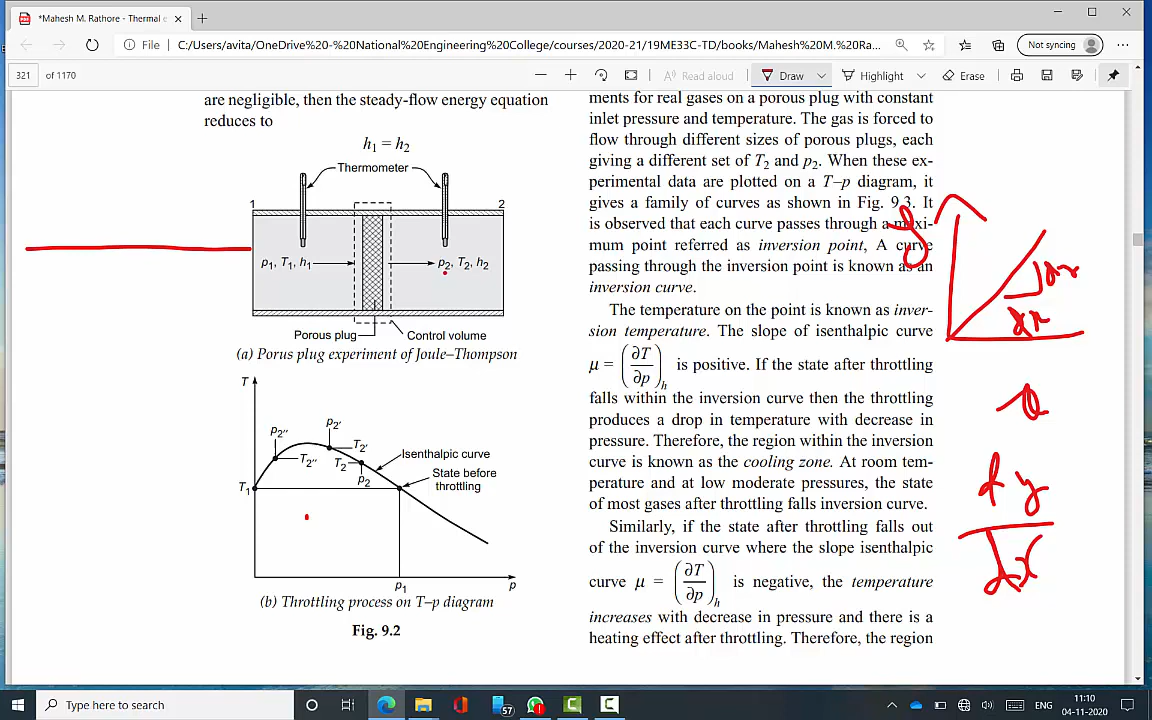 *Mahesh M. Rathore - Thermal e
File
C:/Users/avita/OneDrive%20-%20National%20Engineering%20College/courses/2020-21/19ME33C-TD/books/Mahesh%20M.%20Ra...
Not syncing
321 of 1170
Read aloud
Draw
Highlight
Erase
are negligible, then the steady-flow energy equation
reduces to
h1 = h2
Thermometer
1
2
p1, T1, h1
p2, T2, h2
Porous plug
Control volume
(a) Porus plug experiment of Joule–Thompson
T
p2″
p2′
T2′
T2″
T2
p2
Isenthalpic curve
State before
throttling
T1
p1
p
(b) Throttling process on T–p diagram
Fig. 9.2
ments for real gases on a porous plug with constant
inlet pressure and temperature. The gas is forced to
flow through different sizes of porous plugs, each
giving a different set of T2 and p2. When these ex-
perimental data are plotted on a T–p diagram, it
gives a family of curves as shown in Fig. 9.3. It
is observed that each curve passes through a maxi-
mum point referred as inversion point, A curve
passing through the inversion point is known as an
inversion curve.
The temperature on the point is known as inver-
sion temperature. The slope of isenthalpic curve
μ = (∂T/∂p)h is positive. If the state after throttling
falls within the inversion curve then the throttling
produces a drop in temperature with decrease in
pressure. Therefore, the region within the inversion
curve is known as the cooling zone. At room tem-
perature and at low moderate pressures, the state
of most gases after throttling falls inversion curve.
Similarly, if the state after throttling falls out
of the inversion curve where the slope isenthalpic
curve μ = (∂T/∂p)h is negative, the temperature
increases with decrease in pressure and there is a
heating effect after throttling. Therefore, the region
y
dx
dy
dx
Type here to search
57
ENG
11:10
04-11-2020